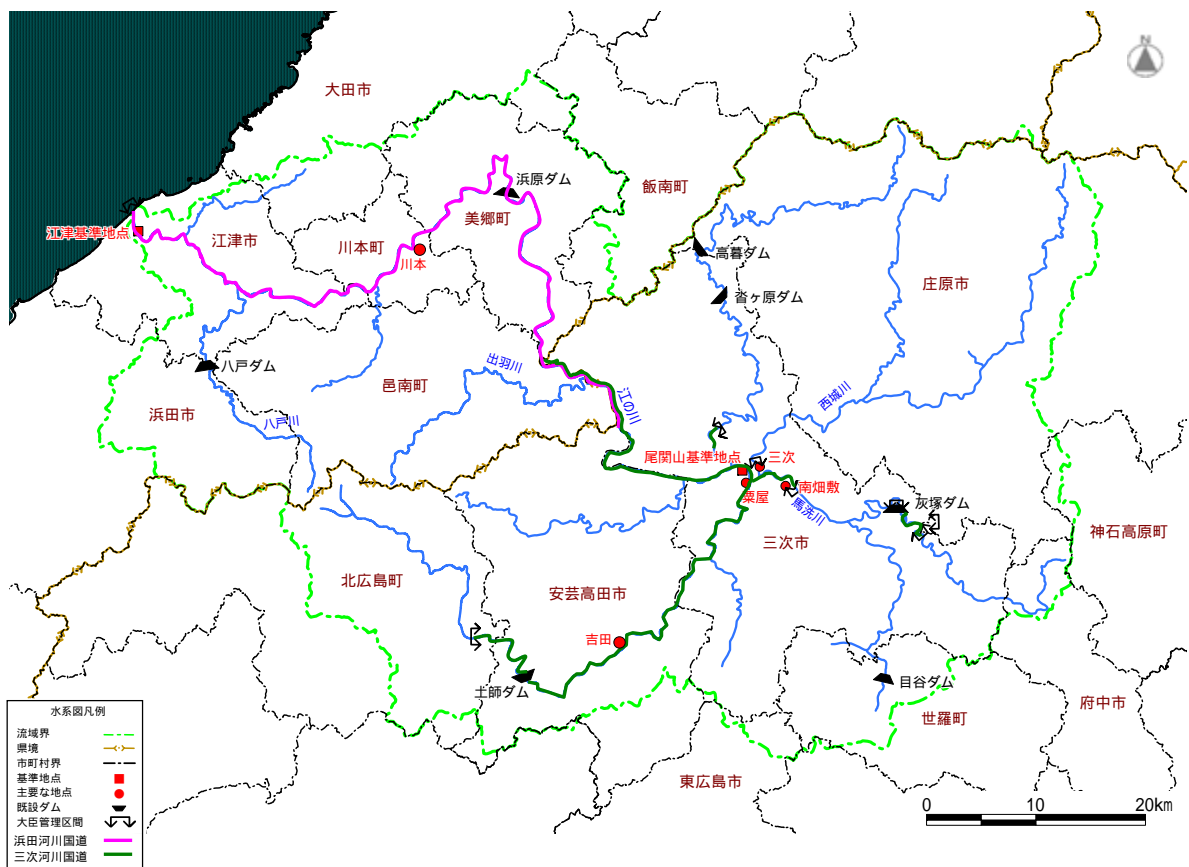 N
大田市
浜原ダム
飯南町
美郷町
江津基準地点
江津市
川本町
川本
高暮ダム
沓ヶ原ダム
庄原市
八戸ダム
出羽川
江の川
邑南町
西城川
浜田市
八戸川
尾関山基準地点
三次
粟屋
南畑敷
馬洗川
灰塚ダム
三次市
神石高原町
北広島町
安芸高田市
吉田
土師ダム
目谷ダム
府中市
世羅町
東広島市
水系図凡例
流域界
県境
市町村界
基準地点
主要な地点
既設ダム
大臣管理区間
浜田河川国道
三次河川国道
0 10 20km